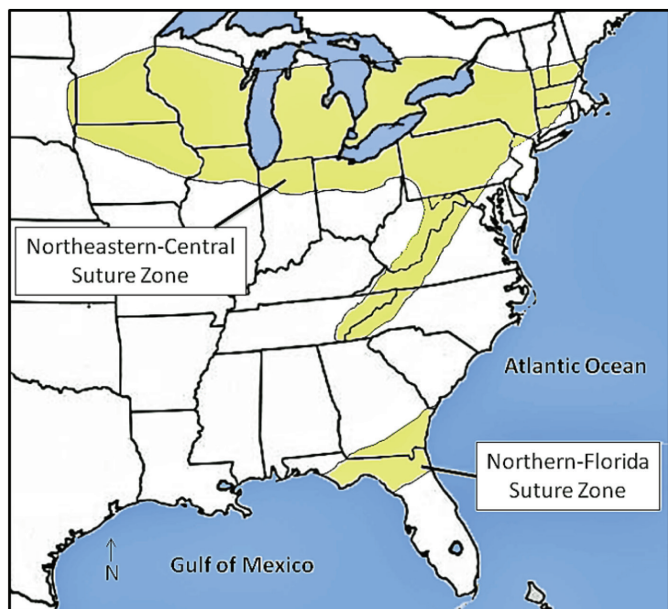 Northeastern-Central
Suture Zone
Atlantic Ocean
Northern-Florida
Suture Zone
N
Gulf of Mexico